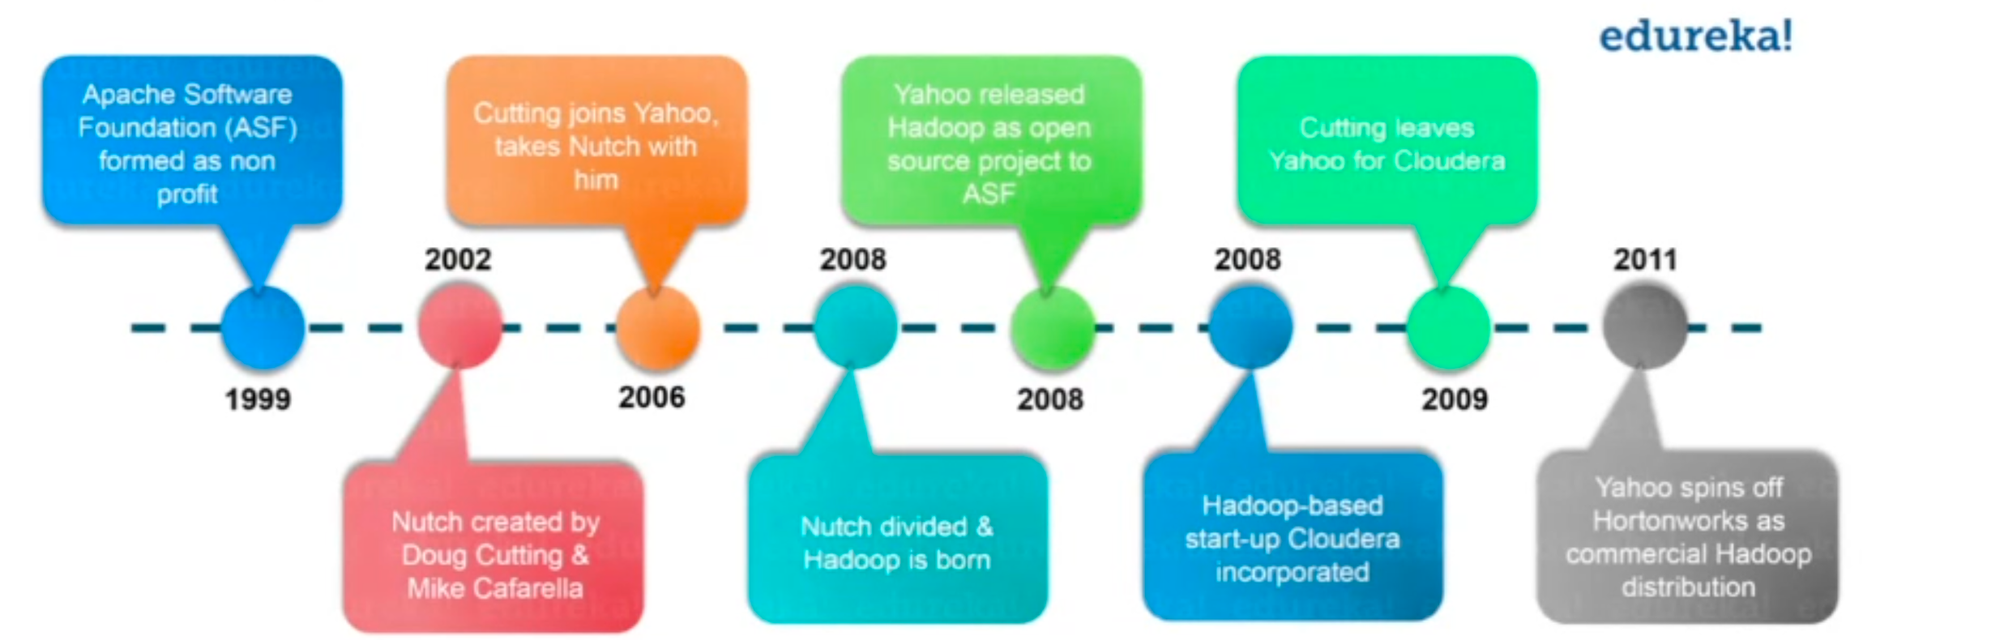 edureka!
Apache Software
Foundation (ASF)
formed as non
profit
1999
2002
Nutch created by
Doug Cutting &
Mike Cafarella
Cutting joins Yahoo,
takes Nutch with
him
2006
2008
Nutch divided &
Hadoop is born
Yahoo released
Hadoop as open
source project to
ASF
2008
2008
Hadoop-based
start-up Cloudera
incorporated
Cutting leaves
Yahoo for Cloudera
2009
2011
Yahoo spins off
Hortonworks as
commercial Hadoop
distribution